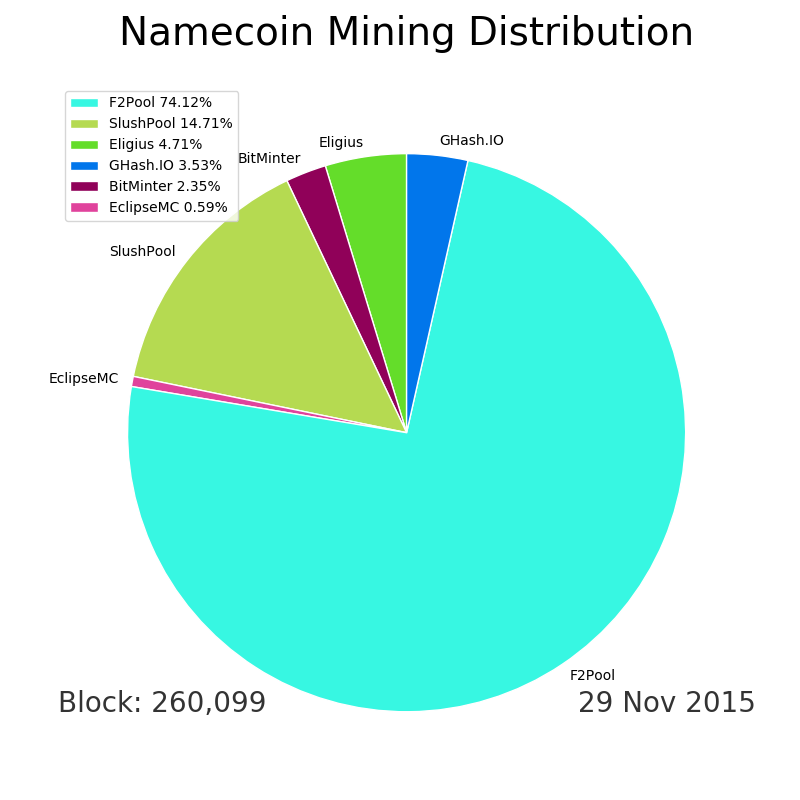 Namecoin Mining Distribution
F2Pool 74.12%
SlushPool 14.71%
Eligius 4.71%
GHash.IO 3.53%
BitMinter 2.35%
EclipseMC 0.59%
GHash.IO
Eligius
BitMinter
SlushPool
EclipseMC
F2Pool
Block: 260,099
29 Nov 2015